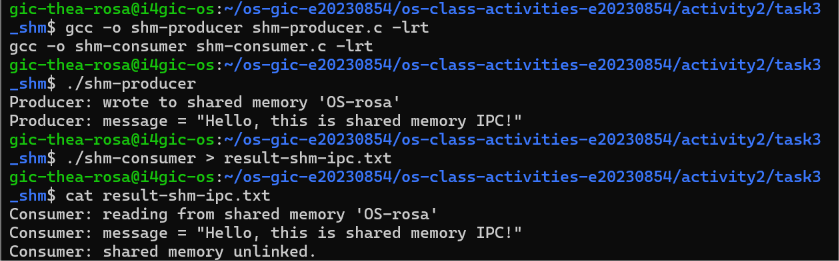 gic-thea-rosa@i4gic-os:~/os-gic-e20230854/os-class-activities-e20230854/activity2/task3
_shm$ gcc -o shm-producer shm-producer.c -lrt
gcc -o shm-consumer shm-consumer.c -lrt
gic-thea-rosa@i4gic-os:~/os-gic-e20230854/os-class-activities-e20230854/activity2/task3
_shm$ ./shm-producer
Producer: wrote to shared memory 'OS-rosa'
Producer: message = "Hello, this is shared memory IPC!"
gic-thea-rosa@i4gic-os:~/os-gic-e20230854/os-class-activities-e20230854/activity2/task3
_shm$ ./shm-consumer > result-shm-ipc.txt
gic-thea-rosa@i4gic-os:~/os-gic-e20230854/os-class-activities-e20230854/activity2/task3
_shm$ cat result-shm-ipc.txt
Consumer: reading from shared memory 'OS-rosa'
Consumer: message = "Hello, this is shared memory IPC!"
Consumer: shared memory unlinked.